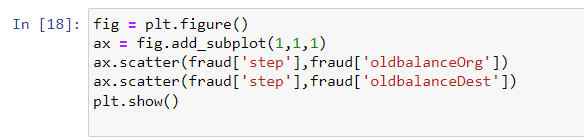 In [18]: fig = plt.figure()
ax = fig.add_subplot(1,1,1)
ax.scatter(fraud['step'],fraud['oldbalanceOrg'])
ax.scatter(fraud['step'],fraud['oldbalanceDest'])
plt.show()